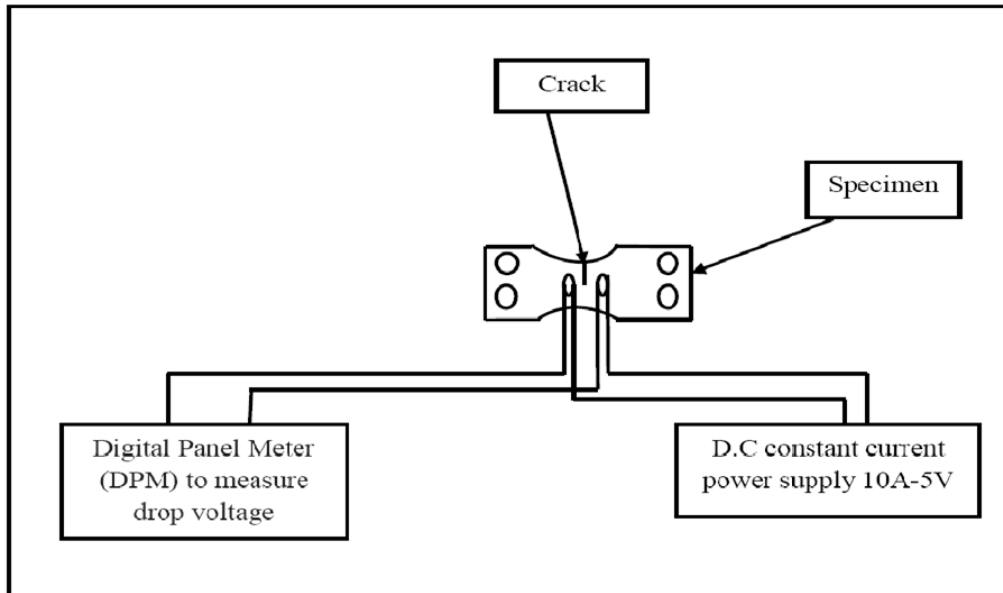 Crack
Specimen
Digital Panel Meter
(DPM) to measure
drop voltage
D.C constant current
power supply 10A-5V